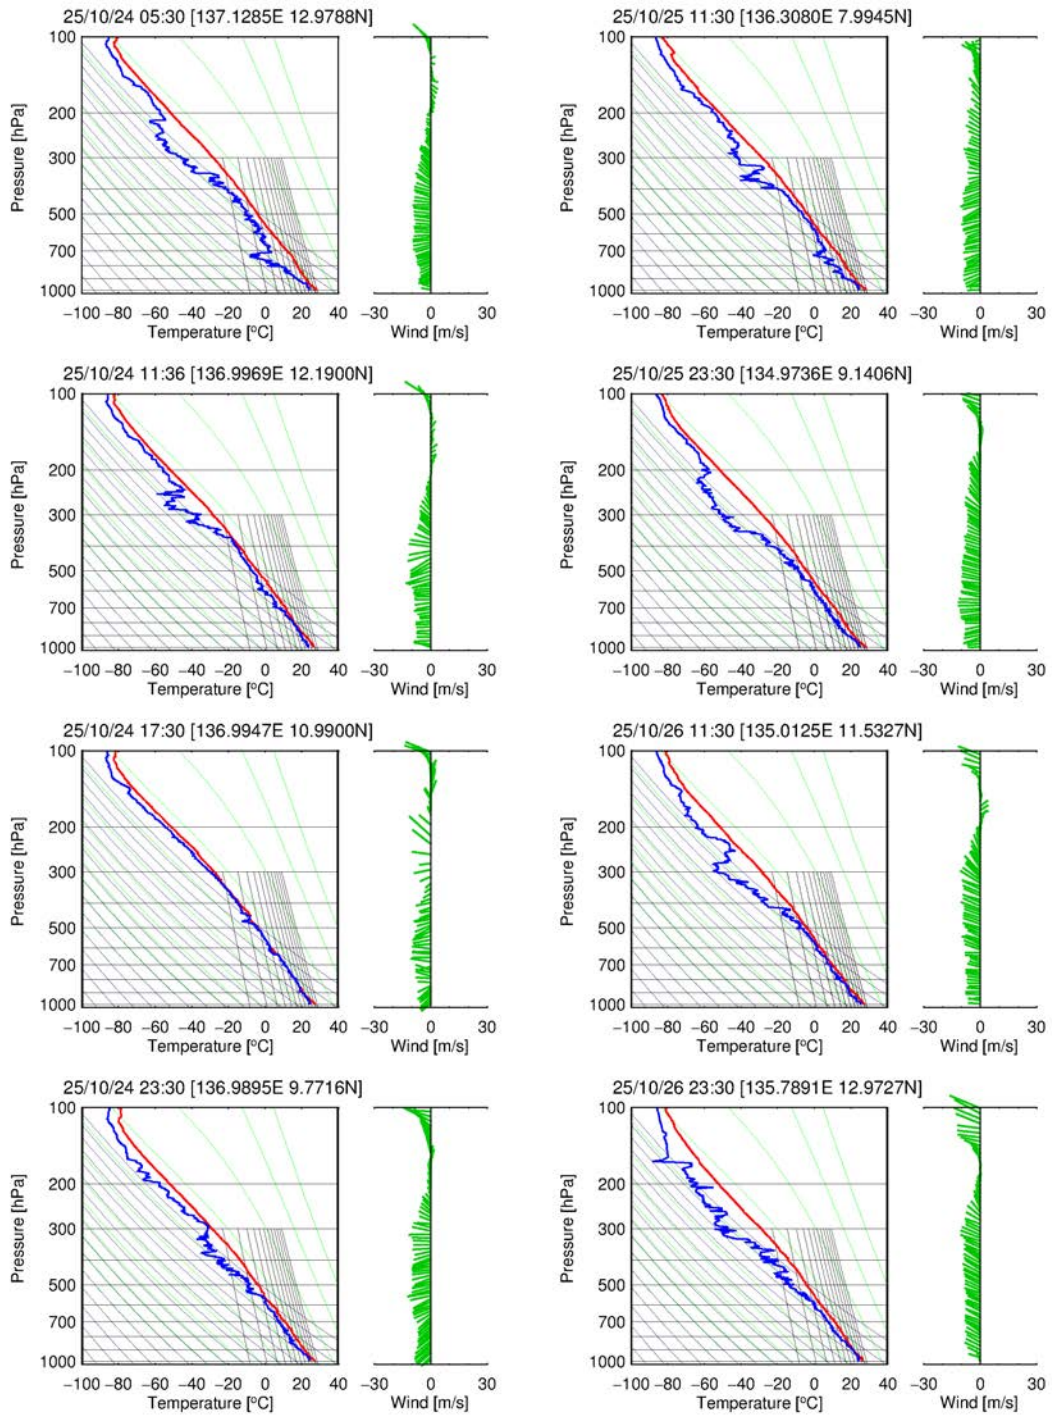 25/10/24 05:30 [137.1285E 12.9788N]
100
200
300
500
700
1000
Pressure [hPa]
−100 −80 −60 −40 −20 0 20 40
Temperature [°C]
−30 0 30
Wind [m/s]
25/10/25 11:30 [136.3080E 7.9945N]
100
200
300
500
700
1000
Pressure [hPa]
−100 −80 −60 −40 −20 0 20 40
Temperature [°C]
−30 0 30
Wind [m/s]
25/10/24 11:36 [136.9969E 12.1900N]
100
200
300
500
700
1000
Pressure [hPa]
−100 −80 −60 −40 −20 0 20 40
Temperature [°C]
−30 0 30
Wind [m/s]
25/10/25 23:30 [134.9736E 9.1406N]
100
200
300
500
700
1000
Pressure [hPa]
−100 −80 −60 −40 −20 0 20 40
Temperature [°C]
−30 0 30
Wind [m/s]
25/10/24 17:30 [136.9947E 10.9900N]
100
200
300
500
700
1000
Pressure [hPa]
−100 −80 −60 −40 −20 0 20 40
Temperature [°C]
−30 0 30
Wind [m/s]
25/10/26 11:30 [135.0125E 11.5327N]
100
200
300
500
700
1000
Pressure [hPa]
−100 −80 −60 −40 −20 0 20 40
Temperature [°C]
−30 0 30
Wind [m/s]
25/10/24 23:30 [136.9895E 9.7716N]
100
200
300
500
700
1000
Pressure [hPa]
−100 −80 −60 −40 −20 0 20 40
Temperature [°C]
−30 0 30
Wind [m/s]
25/10/26 23:30 [135.7891E 12.9727N]
100
200
300
500
700
1000
Pressure [hPa]
−100 −80 −60 −40 −20 0 20 40
Temperature [°C]
−30 0 30
Wind [m/s]